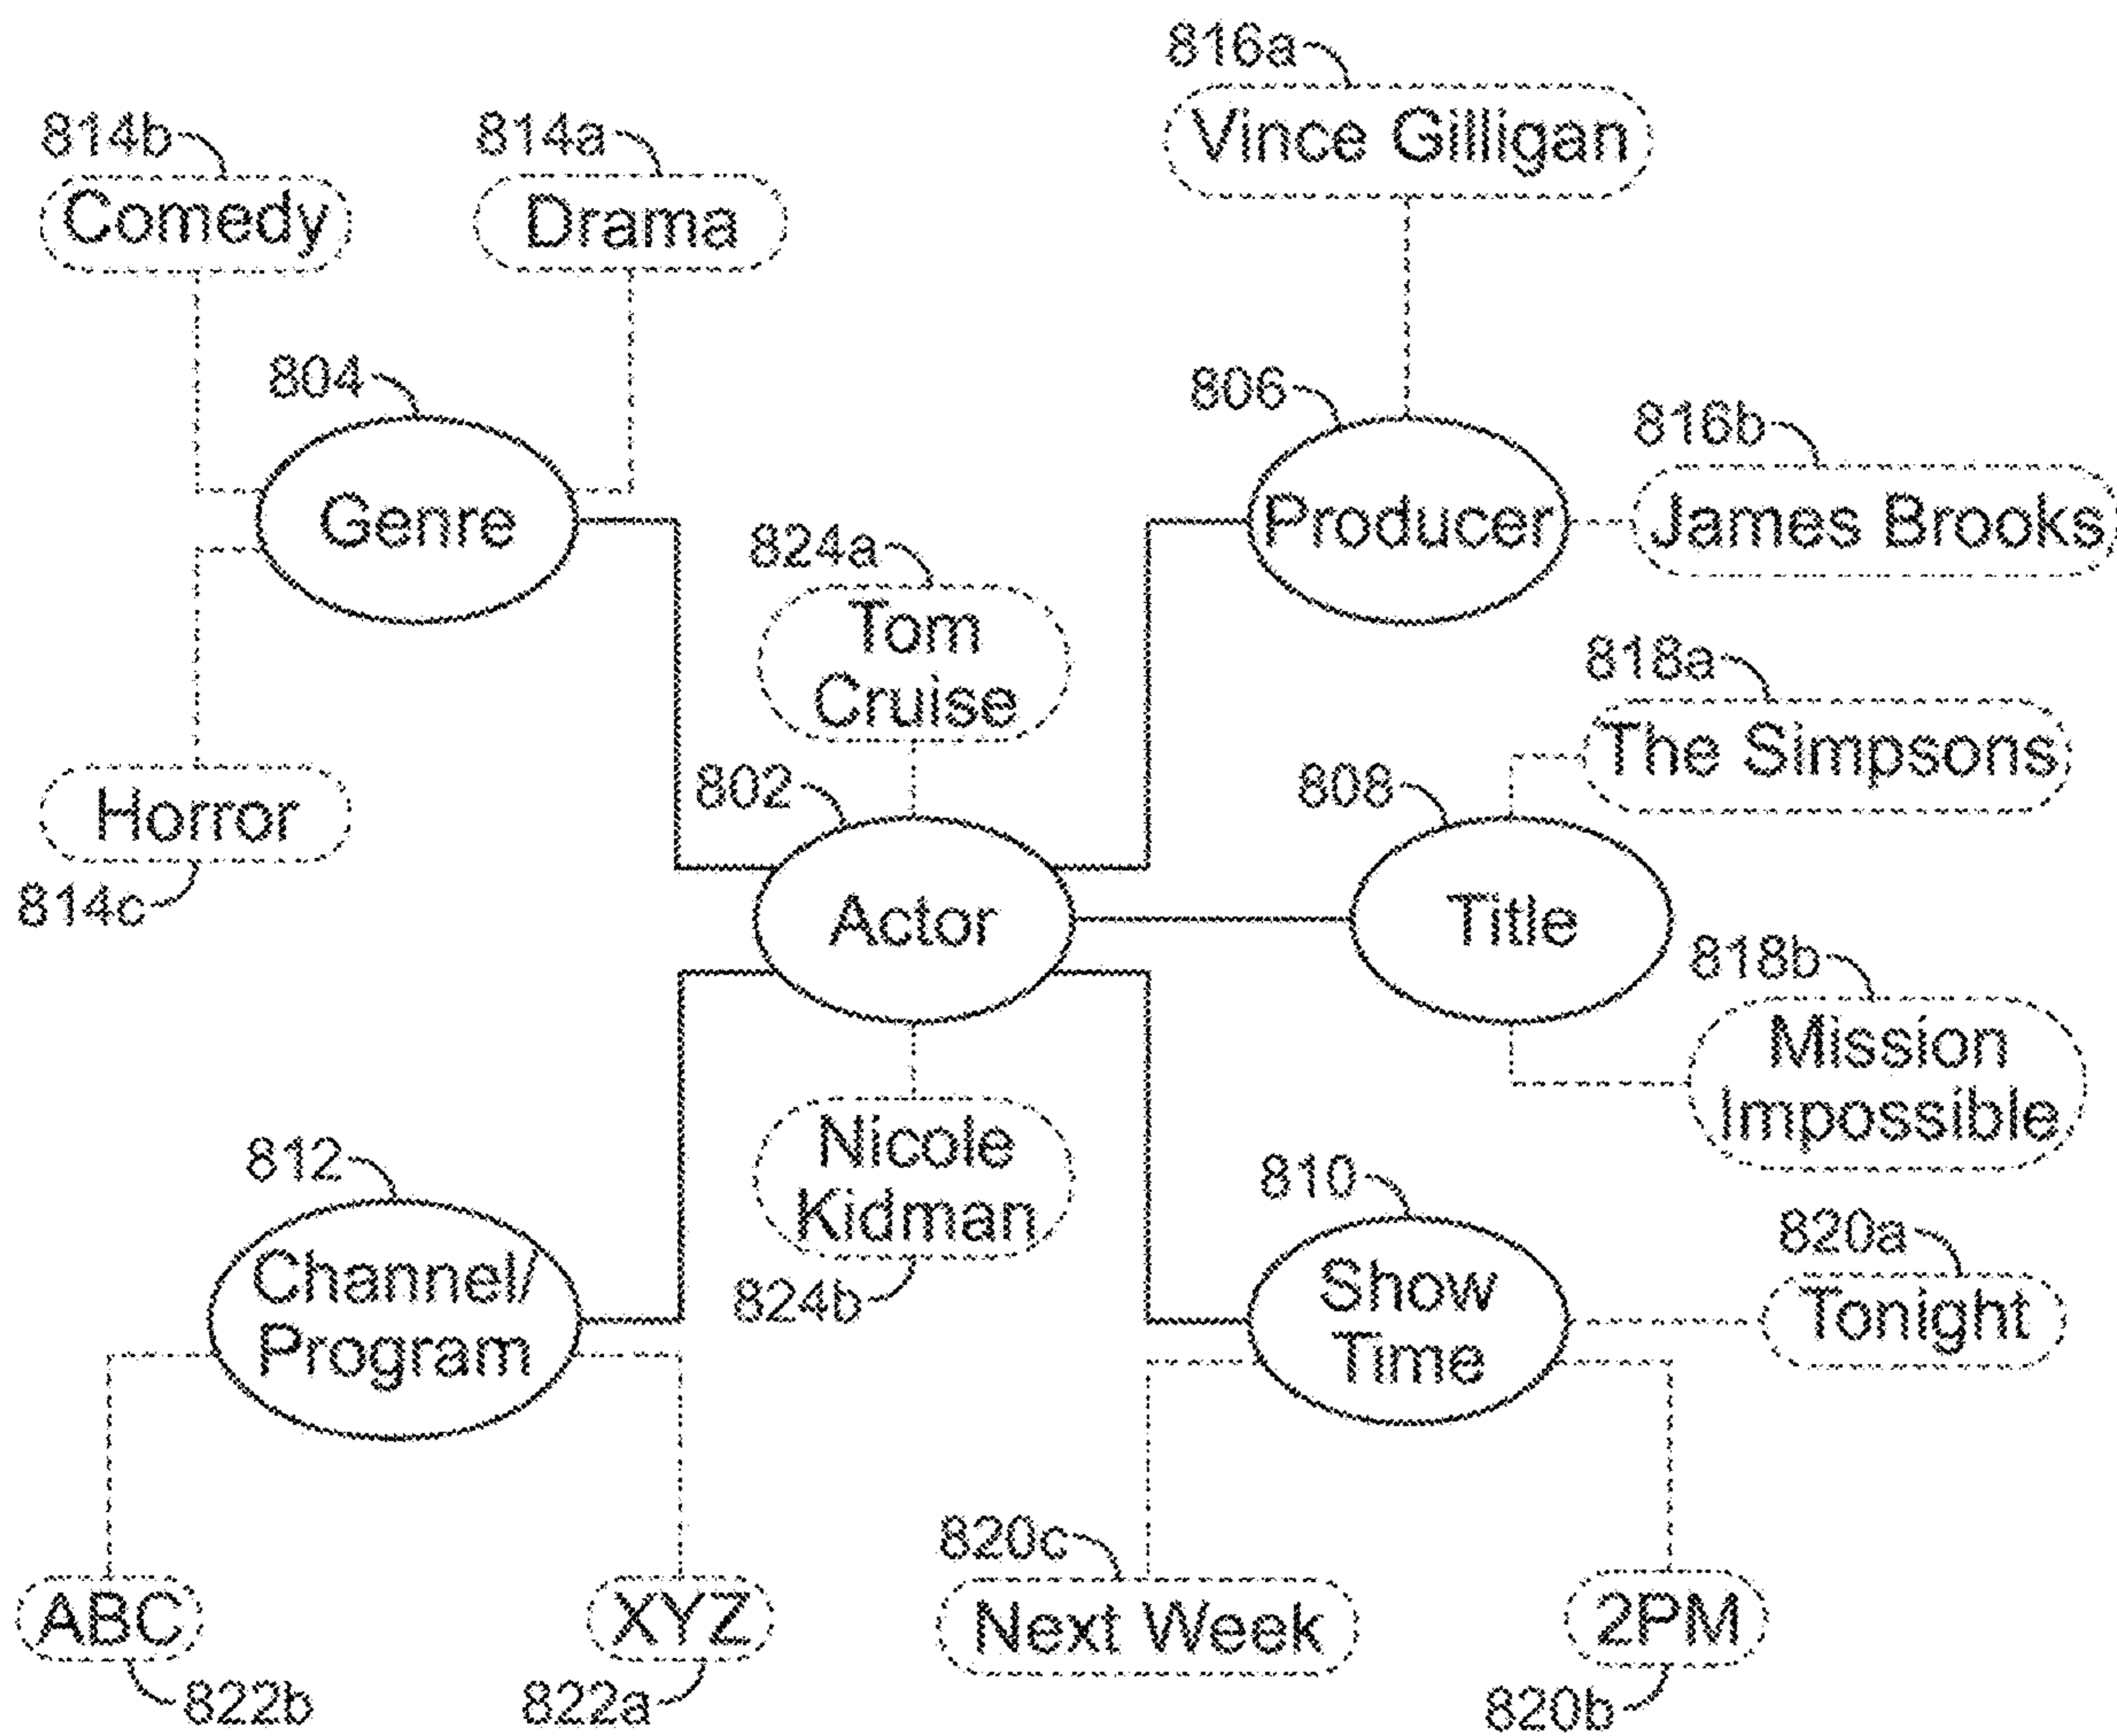 816a
Vince Gilligan
814b
814a
Comedy
Drama
804
806
816b
Genre
Producer
James Brooks
824a
Tom
Cruise
818a
The Simpsons
802
808
Horror
814c
Actor
Title
818b
Mission
Impossible
812
Nicole
Kidman
824b
810
820a
Channel/
Program
Show
Time
Tonight
820c
ABC
XYZ
Next Week
2PM
822b
822a
820b